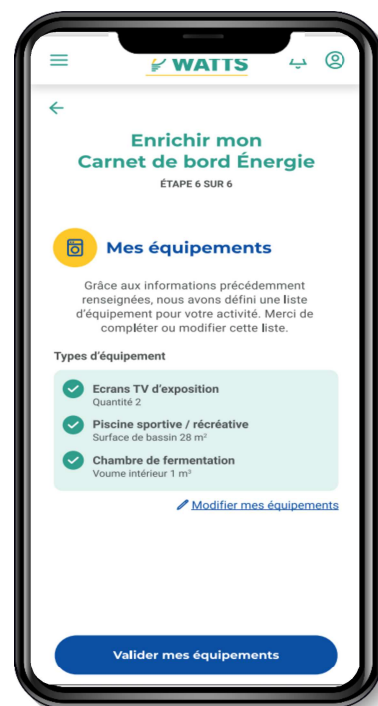 WATTS
Enrichir mon
Carnet de bord Énergie
ÉTAPE 6 SUR 6
Mes équipements
Grâce aux informations précédemment
renseignées, nous avons défini une liste
d'équipement pour votre activité. Merci de
compléter ou modifier cette liste.
Types d'équipement
Ecrans TV d'exposition
Quantité 2
Piscine sportive / récréative
Surface de bassin 28 m²
Chambre de fermentation
Voume intérieur 1 m³
Modifier mes équipements
Valider mes équipements